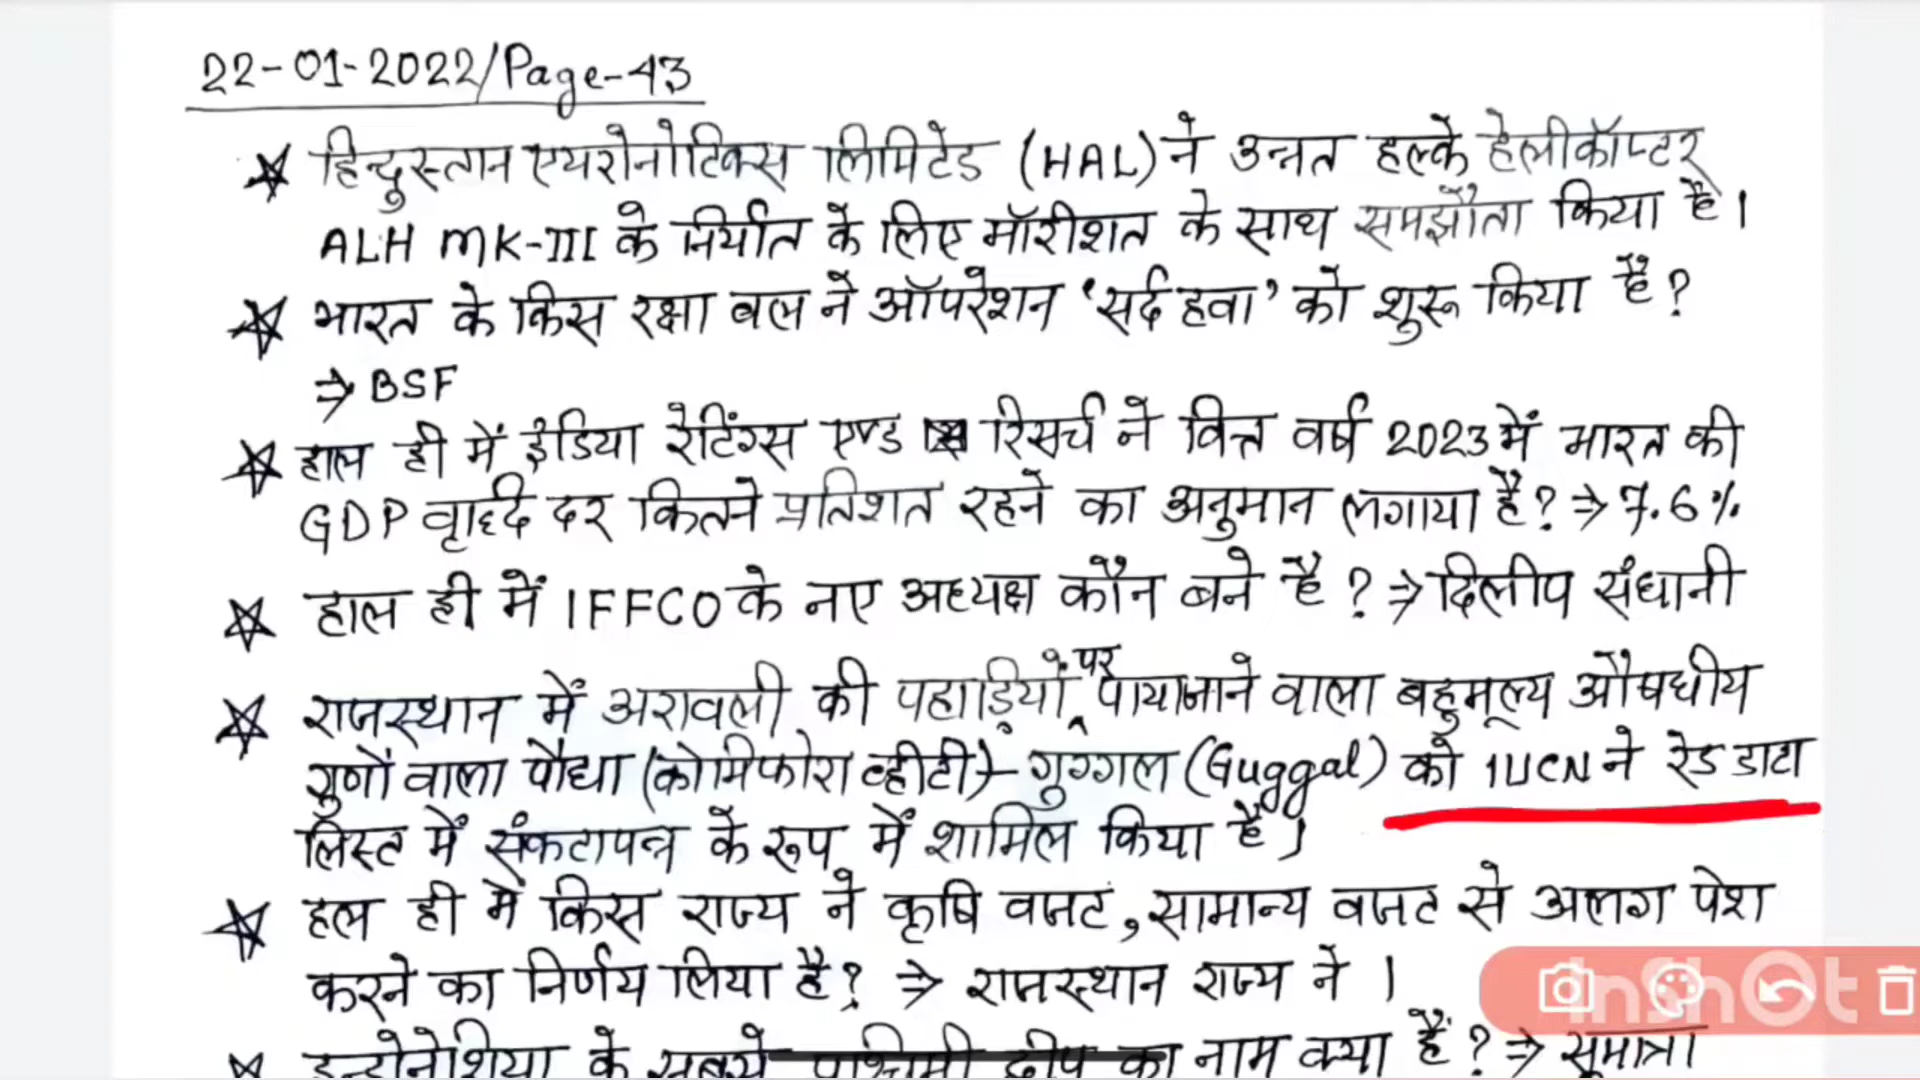 22-01-2022/Page-43
हिन्दुस्तान एयरोनोटिक्स लिमिटेड (HAL) ने उन्नत हल्के हेलीकॉप्टर
ALH MK-III के निर्यात के लिए मॉरीशत के साथ समझौता किया है।
भारत के किस रक्षा बल ने ऑपरेशन 'सर्द हवा' को शुरू किया है?
⇒ BSF
हाल ही में इंडिया रेटिंग्स एण्ड रिसर्च ने वित्त वर्ष 2023 में भारत की
GDP वृद्धि दर कितने प्रतिशत रहने का अनुमान लगाया है? ⇒ 7.6%
हाल ही में IFFCO के नए अध्यक्ष कौन बने है? ⇒ दिलीप संघानी
राजस्थान में अरावली की पहाड़ियों पर पाया जाने वाला बहुमूल्य औषधीय
गुणों वाला पौधा (कोमिफोरा व्हीटी)- गुग्गल (Guggal) को IUCN ने रेड डाटा
लिस्ट में संकटापन्न के रूप में शामिल किया है।
हल ही में किस राज्य ने कृषि बजट, सामान्य बजट से अलग पेश
करने का निर्णय लिया है? ⇒ राजस्थान राज्य ने ।
इन्डोनेशिया के सबसे पश्चिमी द्वीप का नाम क्या है? ⇒ सुमात्रा
InShOt